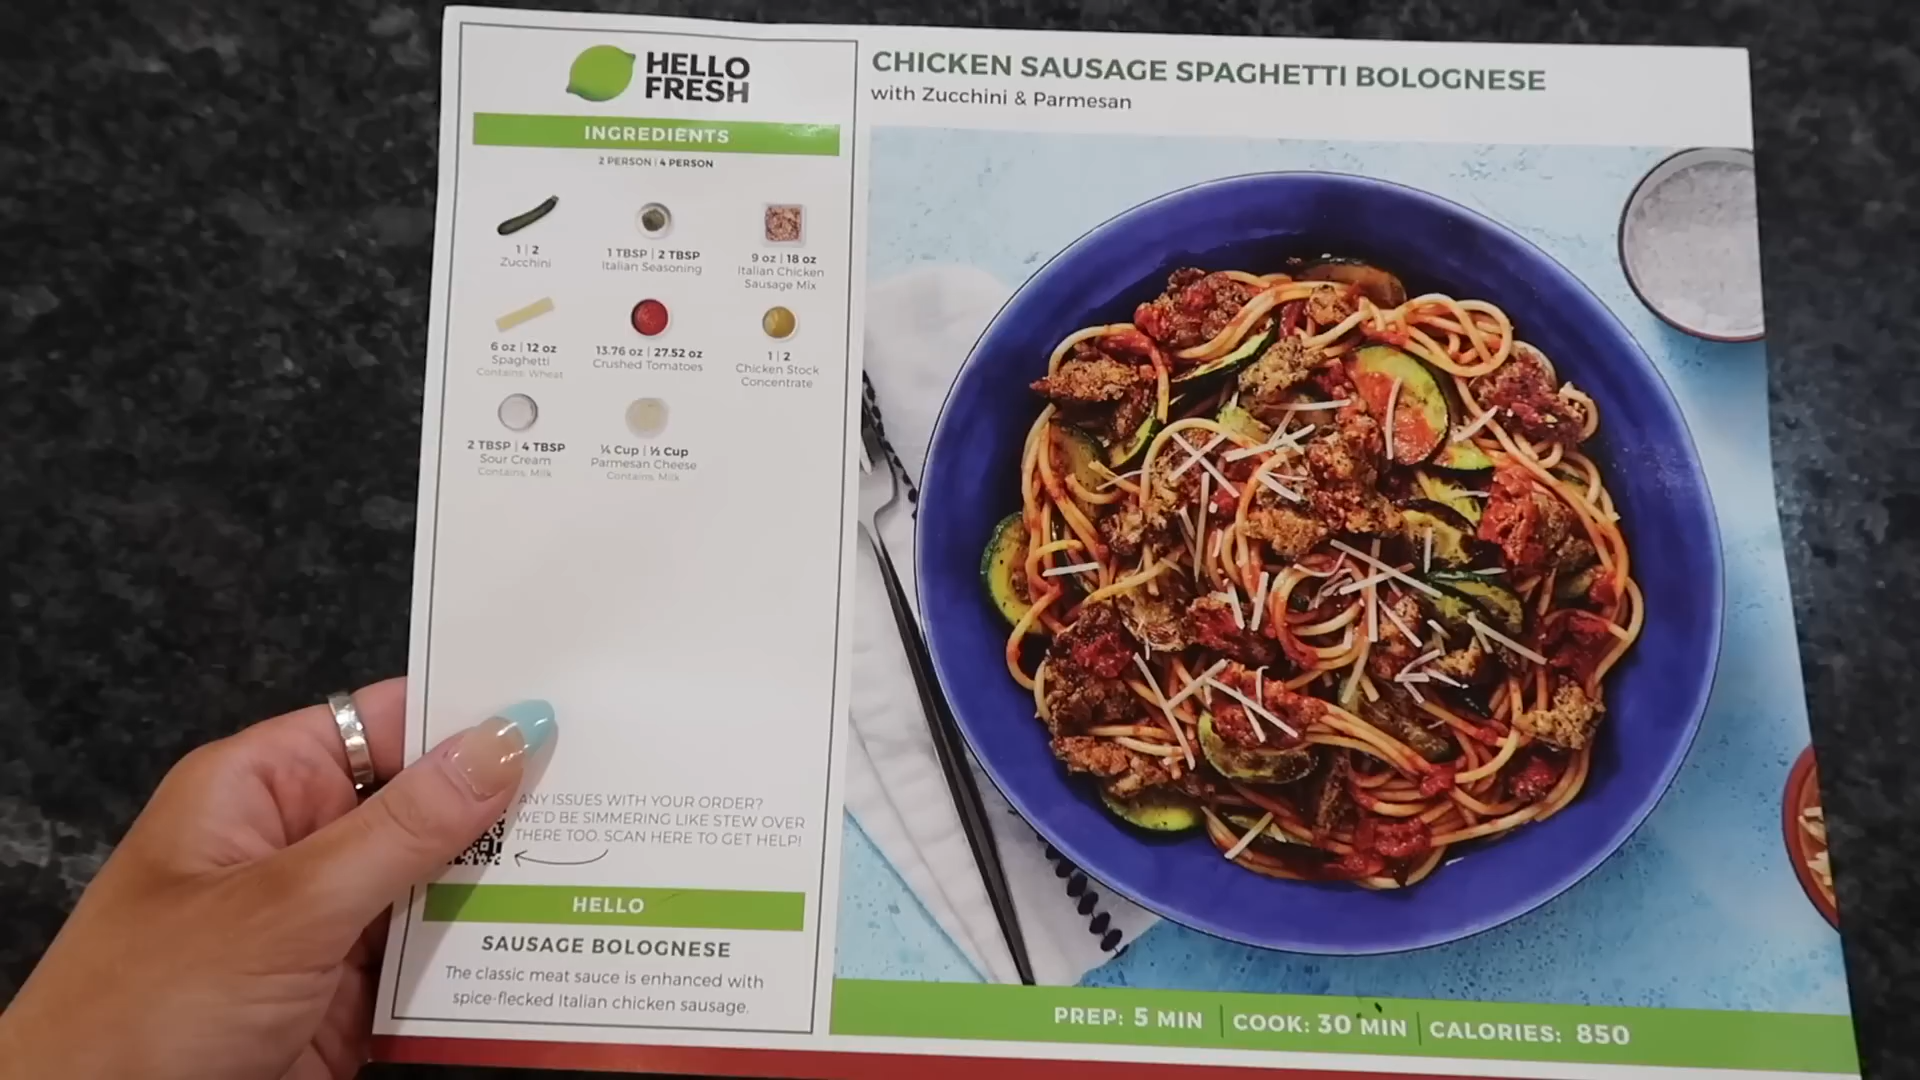 HELLO
FRESH
INGREDIENTS
2 PERSON | 4 PERSON
1 | 2
Zucchini
1 TBSP | 2 TBSP
Italian Seasoning
9 oz | 18 oz
Italian Chicken
Sausage Mix
6 oz | 12 oz
Spaghetti
Contains: Wheat
13.76 oz | 27.52 oz
Crushed Tomatoes
1 | 2
Chicken Stock
Concentrate
2 TBSP | 4 TBSP
Sour Cream
Contains: Milk
¼ Cup | ½ Cup
Parmesan Cheese
Contains: Milk
ANY ISSUES WITH YOUR ORDER?
WE'D BE SIMMERING LIKE STEW OVER
THERE TOO. SCAN HERE TO GET HELP!
HELLO
SAUSAGE BOLOGNESE
The classic meat sauce is enhanced with
spice-flecked Italian chicken sausage.
CHICKEN SAUSAGE SPAGHETTI BOLOGNESE
with Zucchini & Parmesan
PREP: 5 MIN | COOK: 30 MIN | CALORIES: 850